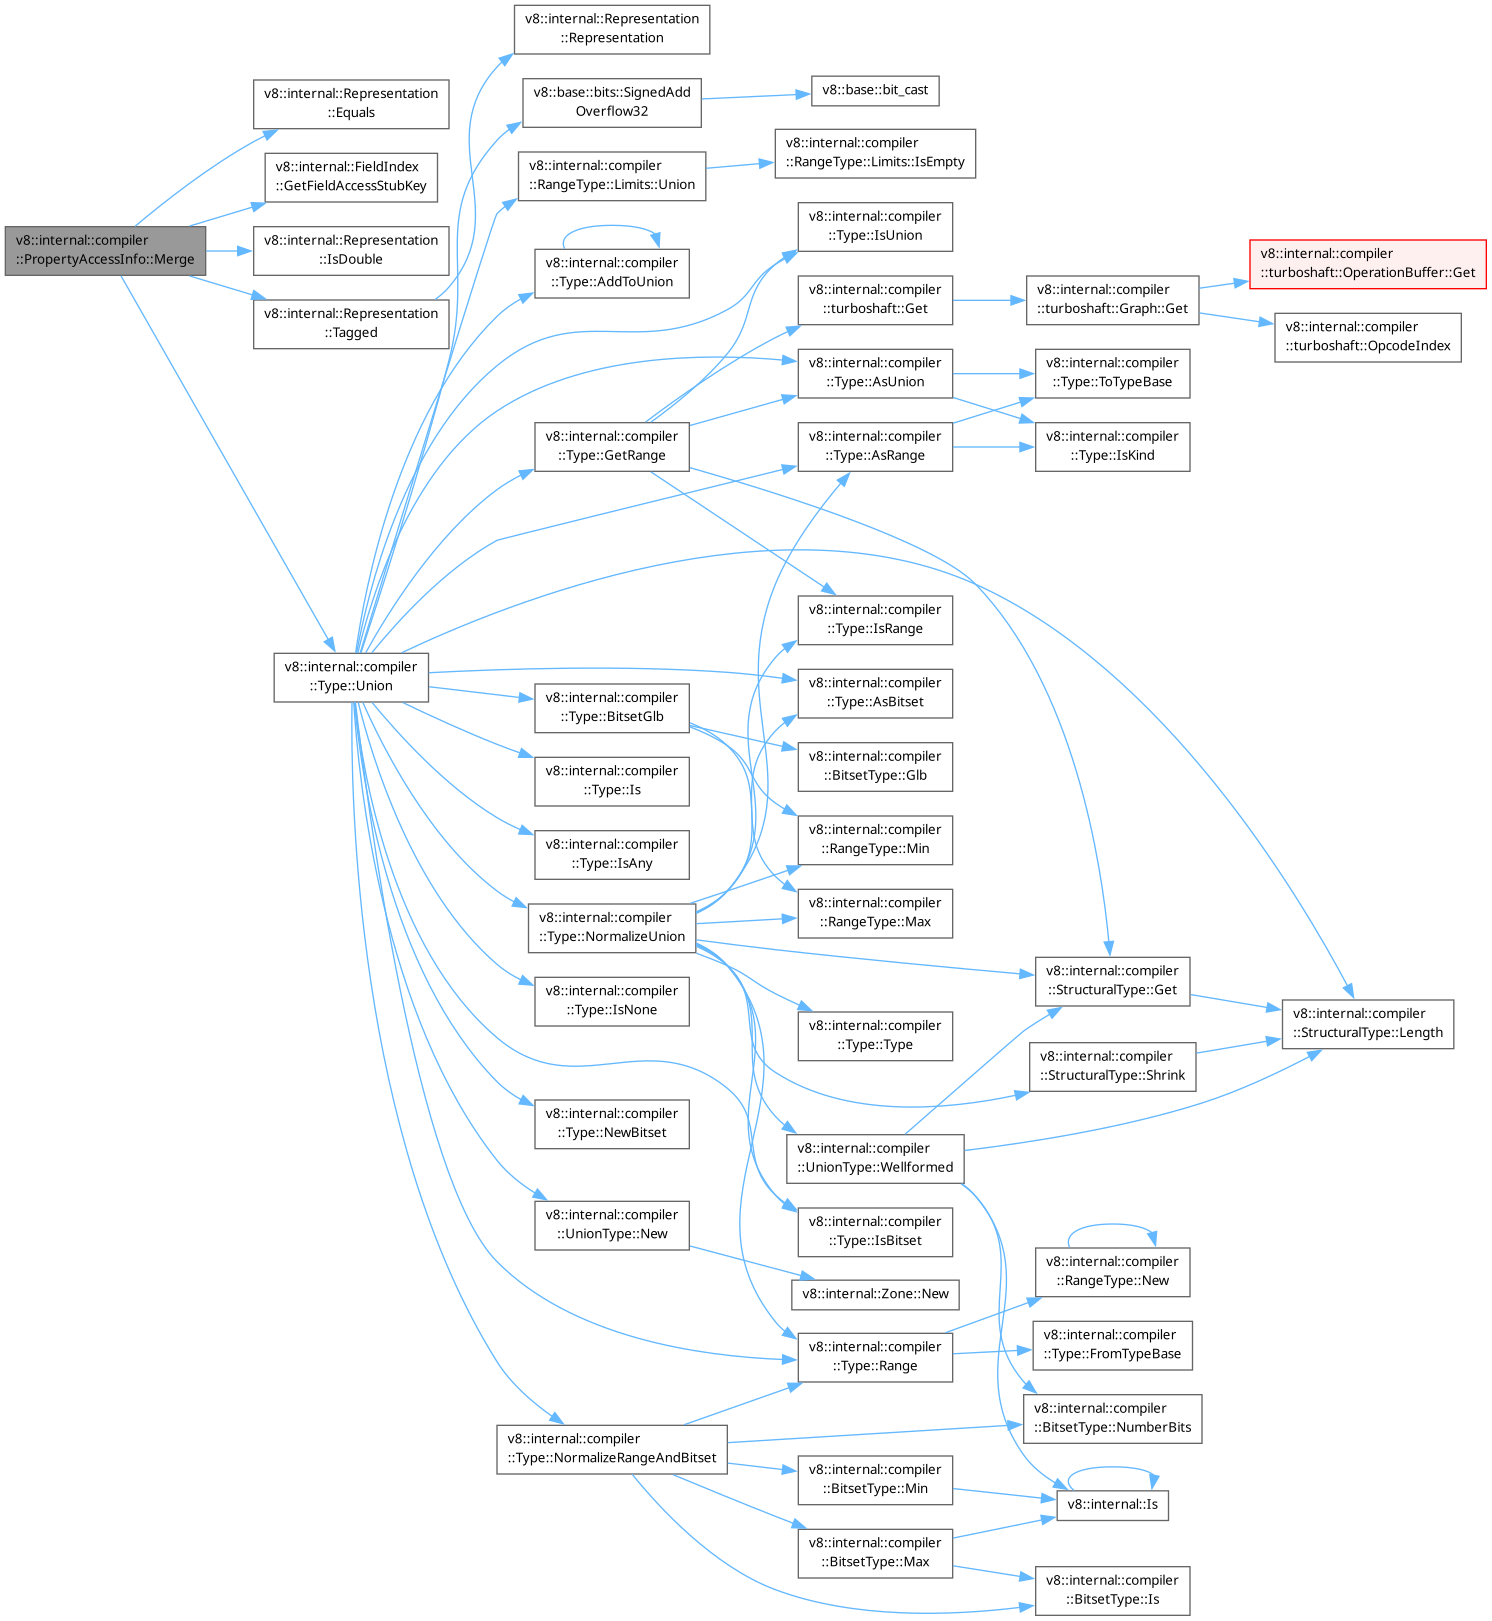 v8::internal::compiler
::PropertyAccessInfo::Merge
v8::internal::Representation
::Equals
v8::internal::FieldIndex
::GetFieldAccessStubKey
v8::internal::Representation
::IsDouble
v8::internal::Representation
::Tagged
v8::internal::compiler
::Type::Union
v8::internal::Representation
::Representation
v8::base::bits::SignedAdd
Overflow32
v8::internal::compiler
::RangeType::Limits::Union
v8::internal::compiler
::Type::AddToUnion
v8::internal::compiler
::Type::GetRange
v8::internal::compiler
::Type::BitsetGlb
v8::internal::compiler
::Type::Is
v8::internal::compiler
::Type::IsAny
v8::internal::compiler
::Type::NormalizeUnion
v8::internal::compiler
::Type::IsNone
v8::internal::compiler
::Type::NewBitset
v8::internal::compiler
::UnionType::New
v8::internal::compiler
::Type::NormalizeRangeAndBitset
v8::base::bit_cast
v8::internal::compiler
::RangeType::Limits::IsEmpty
v8::internal::compiler
::Type::IsUnion
v8::internal::compiler
::turboshaft::Get
v8::internal::compiler
::Type::AsUnion
v8::internal::compiler
::Type::AsRange
v8::internal::compiler
::Type::IsRange
v8::internal::compiler
::Type::AsBitset
v8::internal::compiler
::BitsetType::Glb
v8::internal::compiler
::RangeType::Min
v8::internal::compiler
::RangeType::Max
v8::internal::compiler
::Type::Type
v8::internal::compiler
::UnionType::Wellformed
v8::internal::compiler
::Type::IsBitset
v8::internal::Zone::New
v8::internal::compiler
::Type::Range
v8::internal::compiler
::BitsetType::Min
v8::internal::compiler
::BitsetType::Max
v8::internal::compiler
::turboshaft::Graph::Get
v8::internal::compiler
::Type::ToTypeBase
v8::internal::compiler
::Type::IsKind
v8::internal::compiler
::StructuralType::Get
v8::internal::compiler
::StructuralType::Shrink
v8::internal::compiler
::RangeType::New
v8::internal::compiler
::Type::FromTypeBase
v8::internal::compiler
::BitsetType::NumberBits
v8::internal::Is
v8::internal::compiler
::BitsetType::Is
v8::internal::compiler
::turboshaft::OperationBuffer::Get
v8::internal::compiler
::turboshaft::OpcodeIndex
v8::internal::compiler
::StructuralType::Length